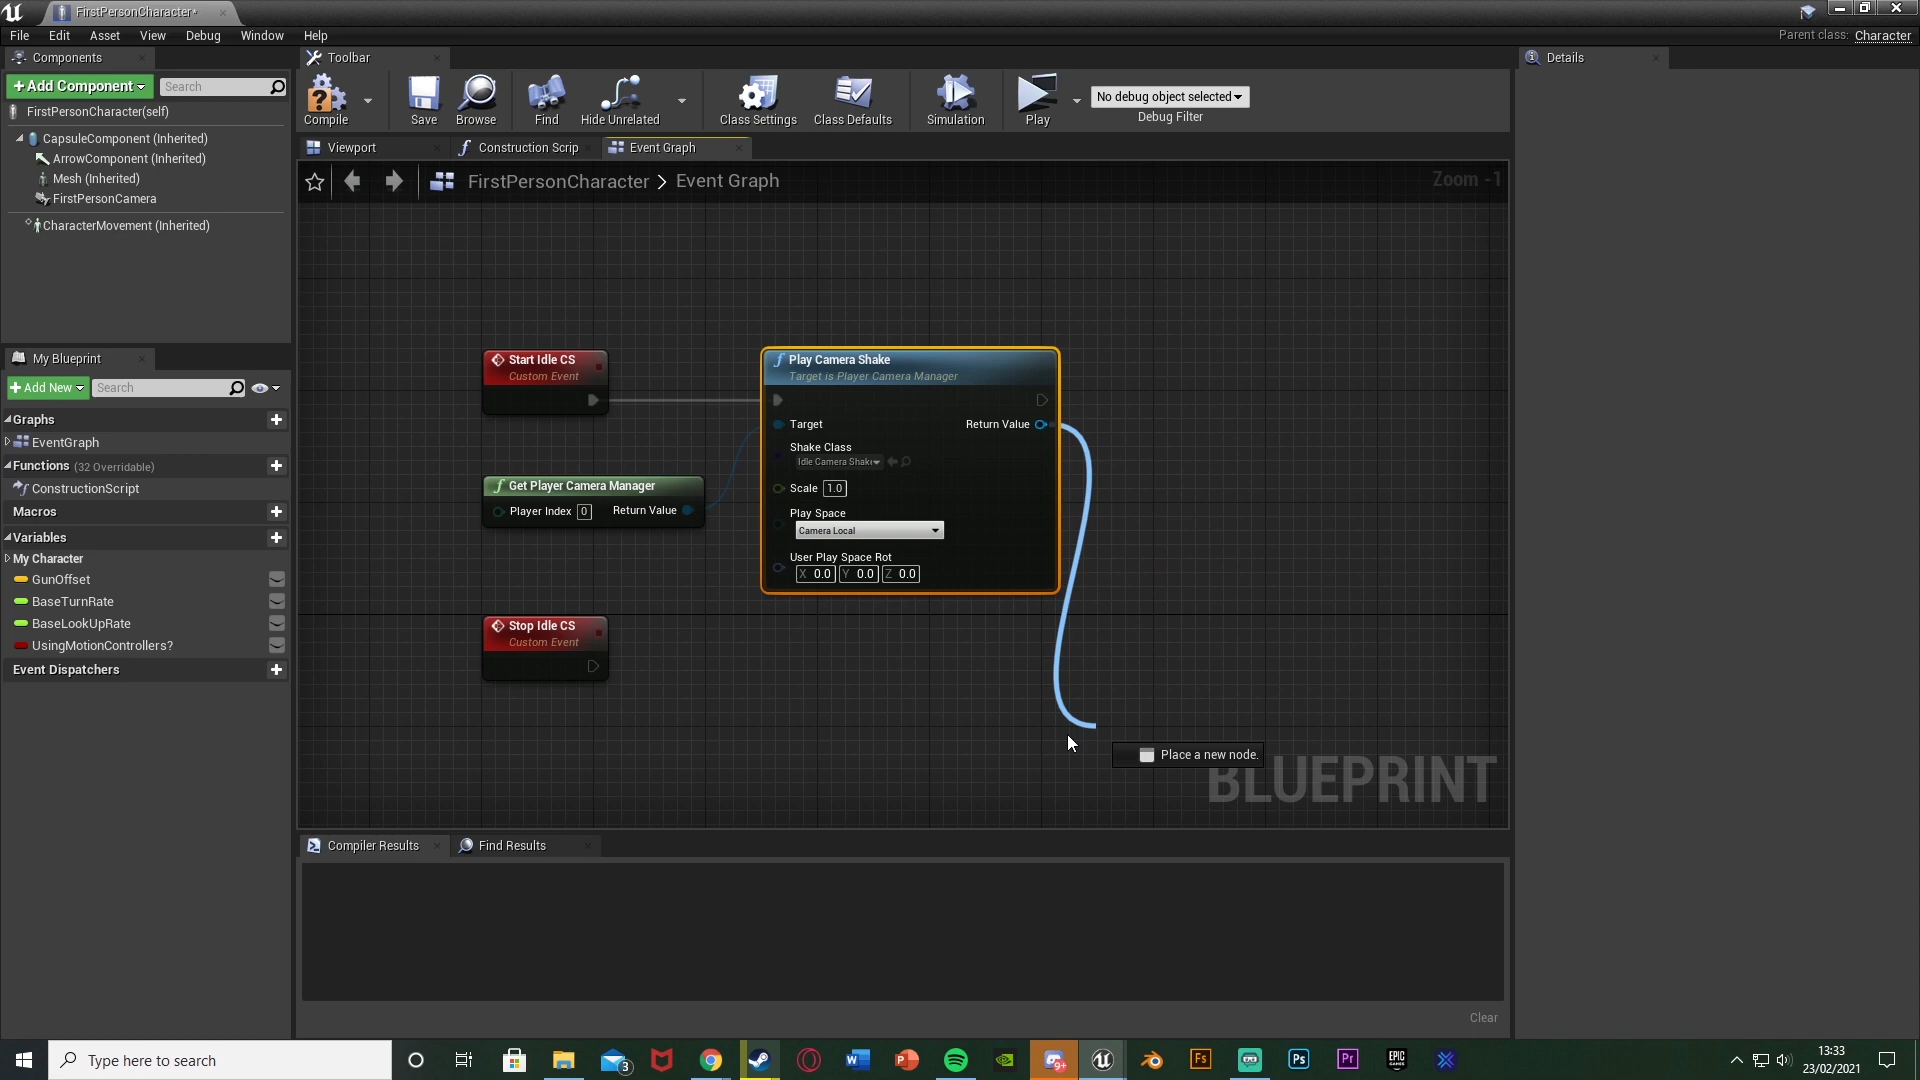 FirstPersonCharacter*
File Edit Asset View Debug Window Help
Parent class: Character
Components
Toolbar
Details
+Add Component
Search
FirstPersonCharacter(self)
CapsuleComponent (Inherited)
ArrowComponent (Inherited)
Mesh (Inherited)
FirstPersonCamera
CharacterMovement (Inherited)
Compile
Save
Browse
Find
Hide Unrelated
Class Settings
Class Defaults
Simulation
Play
No debug object selected
Debug Filter
Viewport
Construction Scrip
Event Graph
FirstPersonCharacter > Event Graph
Zoom -1
My Blueprint
+Add New
Search
Graphs
EventGraph
Functions (32 Overridable)
ConstructionScript
Macros
Variables
My Character
GunOffset
BaseTurnRate
BaseLookUpRate
UsingMotionControllers?
Event Dispatchers
Start Idle CS
Custom Event
Get Player Camera Manager
Player Index 0
Return Value
Stop Idle CS
Custom Event
Play Camera Shake
Target is Player Camera Manager
Target
Return Value
Shake Class
Idle Camera Shake
Scale 1.0
Play Space
Camera Local
User Play Space Rot
X 0.0 Y 0.0 Z 0.0
Place a new node.
BLUEPRINT
Compiler Results
Find Results
Clear
Type here to search
3
9+
Fs
Ps
Pr
EPIC
GAMES
13:33
23/02/2021